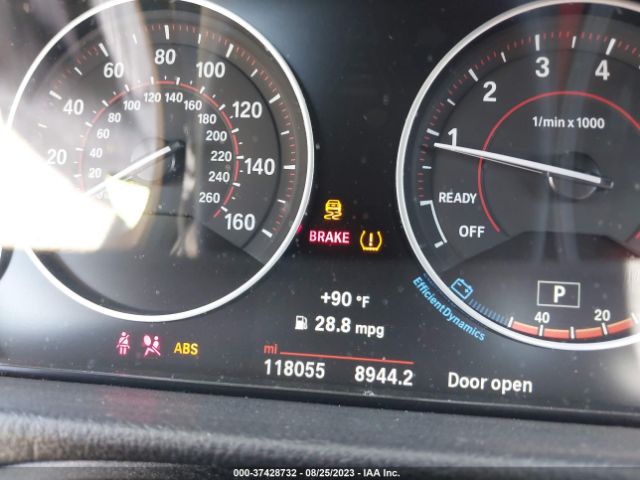 20 40 60 80 100 120 140 160
20 40 60 80 100 120 140 160 180 200 220 240 260
1 2 3 4
1/min x 1000
READY
OFF
BRAKE
EfficientDynamics
P
+90 °F
28.8 mpg
40 20
ABS
mi
118055 8944.2
Door open
000-37428732 - 08/25/2023 - IAA Inc.